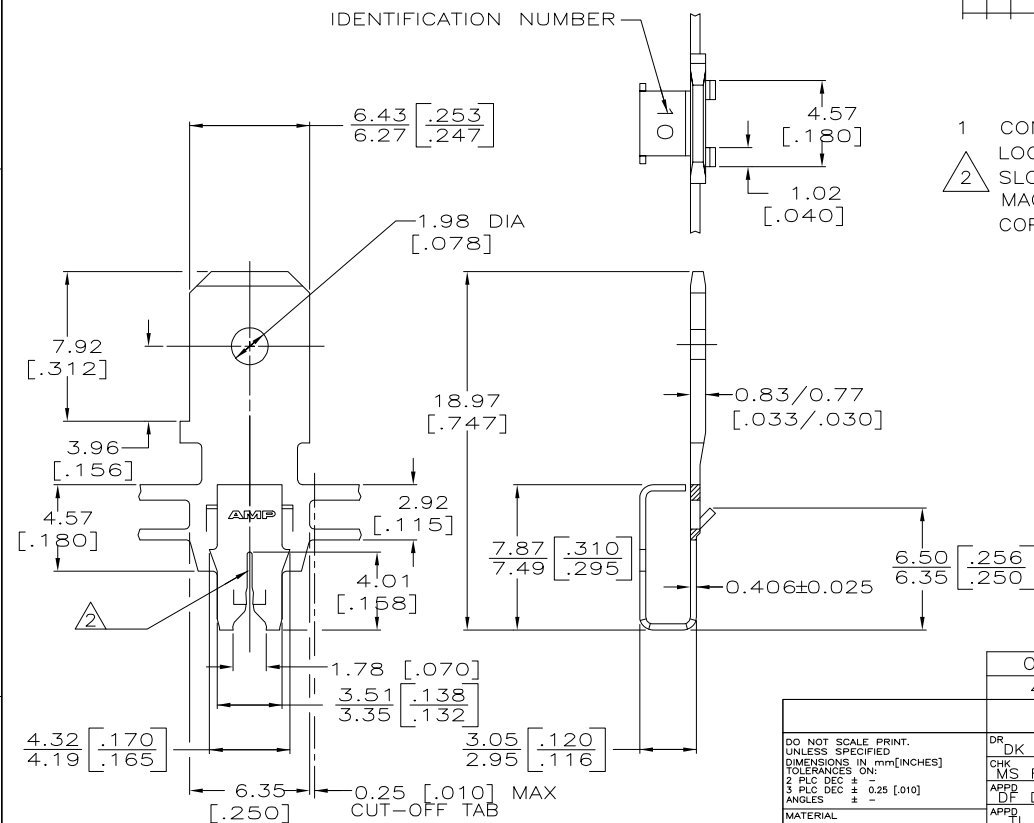 IDENTIFICATION NUMBER
01
4.57
[.180]
1.02
[.040]
1
2
6.43 [.253
6.27 .247]
1.98 DIA
[.078]
7.92
[.312]
3.96
[.156]
4.57
[.180]
AMP
2.92
[.115]
4.01
[.158]
2
1.78 [.070]
3.51 [.138
3.35 .132]
4.32 [.170
4.19 .165]
6.35
[.250]
0.25 [.010] MAX
CUT-OFF TAB
18.97
[.747]
0.83/0.77
[.033/.030]
7.87 [.310
7.49 .295]
0.406±0.025
6.50 [.256
6.35 .250]
3.05 [.120
2.95 .116]
DO NOT SCALE PRINT.
UNLESS SPECIFIED
DIMENSIONS IN mm[INCHES]
TOLERANCES ON:
2 PLC DEC ± -
3 PLC DEC ± 0.25 [.010]
ANGLES ± -
MATERIAL
DR
DK
CHK
MS
APPD
DF
APPD